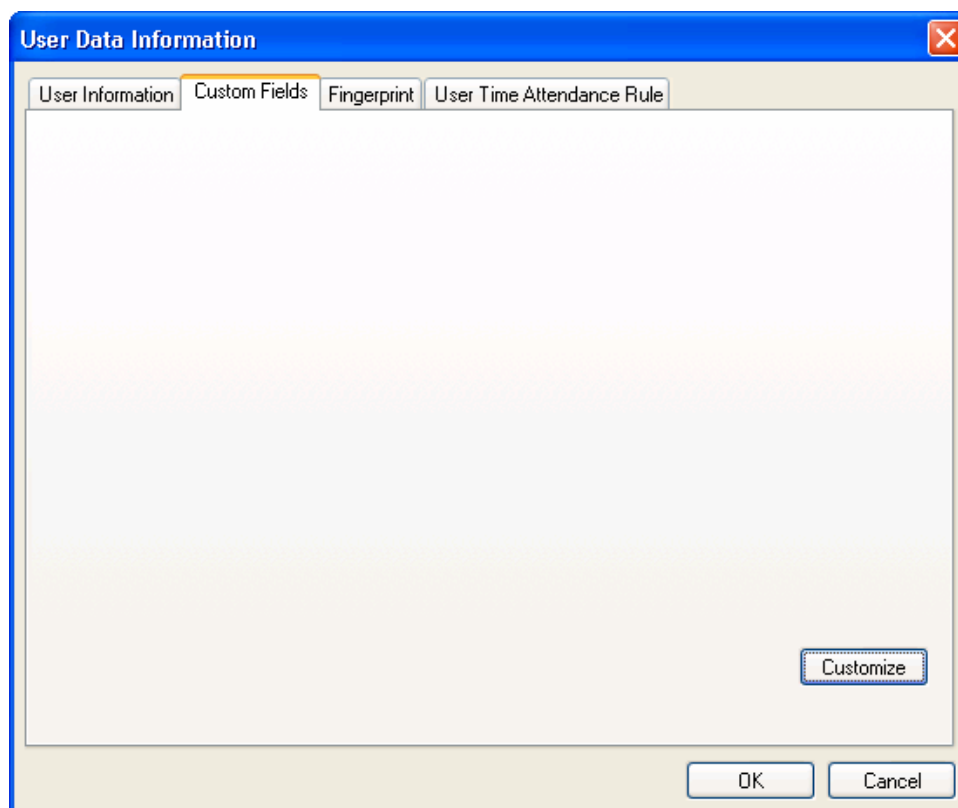 User Data Information
User Information Custom Fields Fingerprint User Time Attendance Rule
Customize
OK Cancel